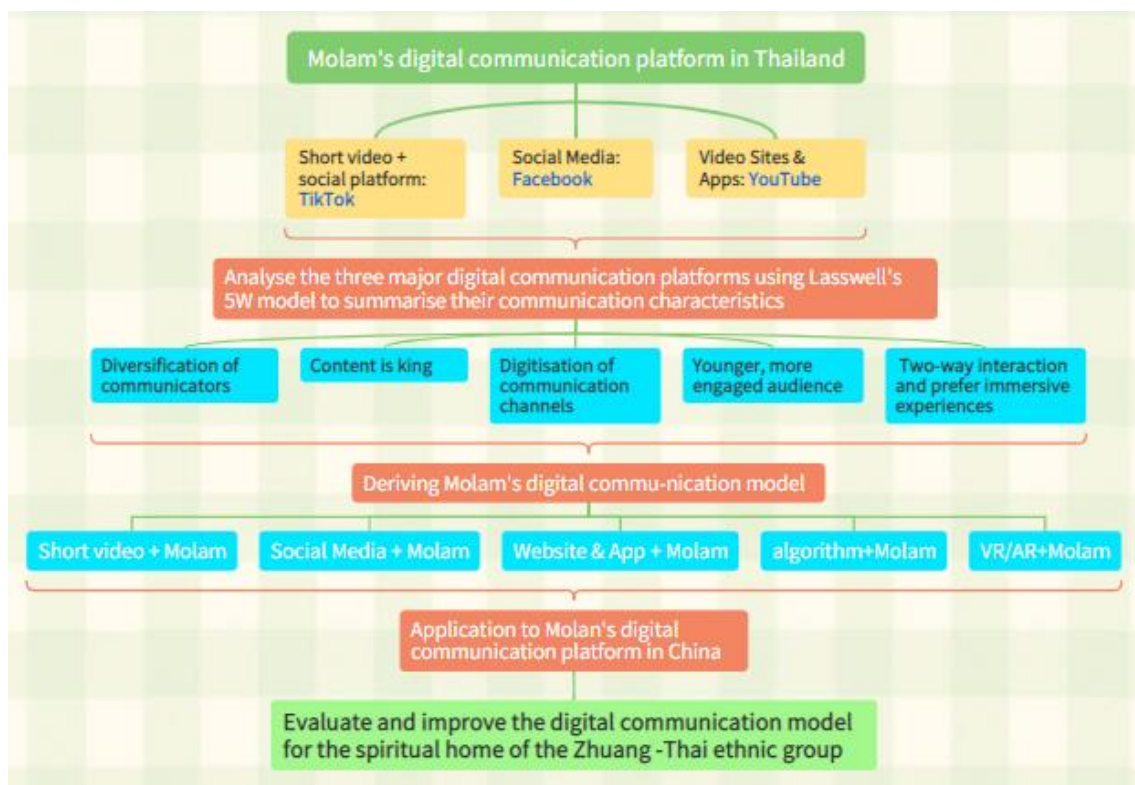 Molam's digital communication platform in Thailand
Short video +
social platform:
TikTok
Social Media:
Facebook
Video Sites &
Apps: YouTube
Analyse the three major digital communication platforms using Lasswell's
5W model to summarise their communication characteristics
Diversification of
communicators
Content is king
Digitisation of
communication
channels
Younger, more
engaged audience
Two-way interaction
and prefer immersive
experiences
Deriving Molam's digital commu-nication model
Short video + Molam
Social Media + Molam
Website & App + Molam
algorithm+Molam
VR/AR+Molam
Application to Molan's digital
communication platform in China
Evaluate and improve the digital communication model
for the spiritual home of the Zhuang -Thai ethnic group